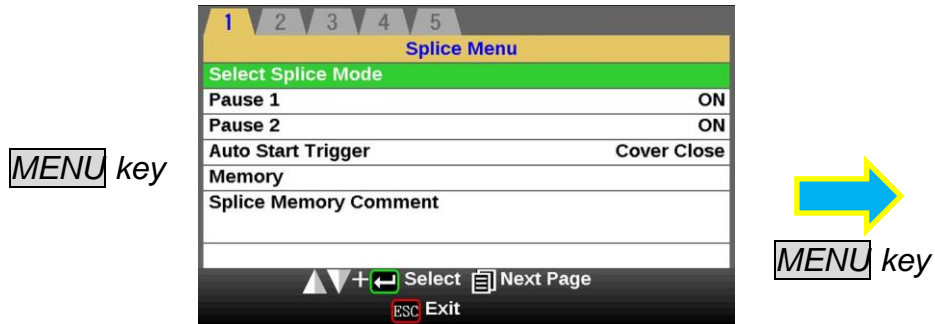 1 2 3 4 5
Splice Menu
Select Splice Mode
Pause 1 ON
Pause 2 ON
Auto Start Trigger Cover Close
Memory
Splice Memory Comment
+ Select Next Page
ESC Exit
MENU key
MENU key